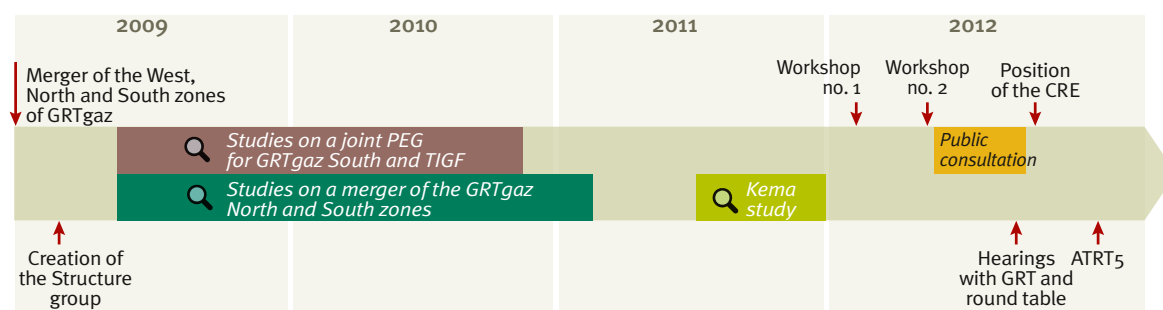 2009
2010
2011
2012
Merger of the West,
North and South zones
of GRTgaz
Workshop
no. 1
Workshop
no. 2
Position
of the CRE
Studies on a joint PEG
for GRTgaz South and TIGF
Public
consultation
Studies on a merger of the GRTgaz
North and South zones
Kema
study
Creation of
the Structure
group
Hearings
with GRT and
round table
ATRT5